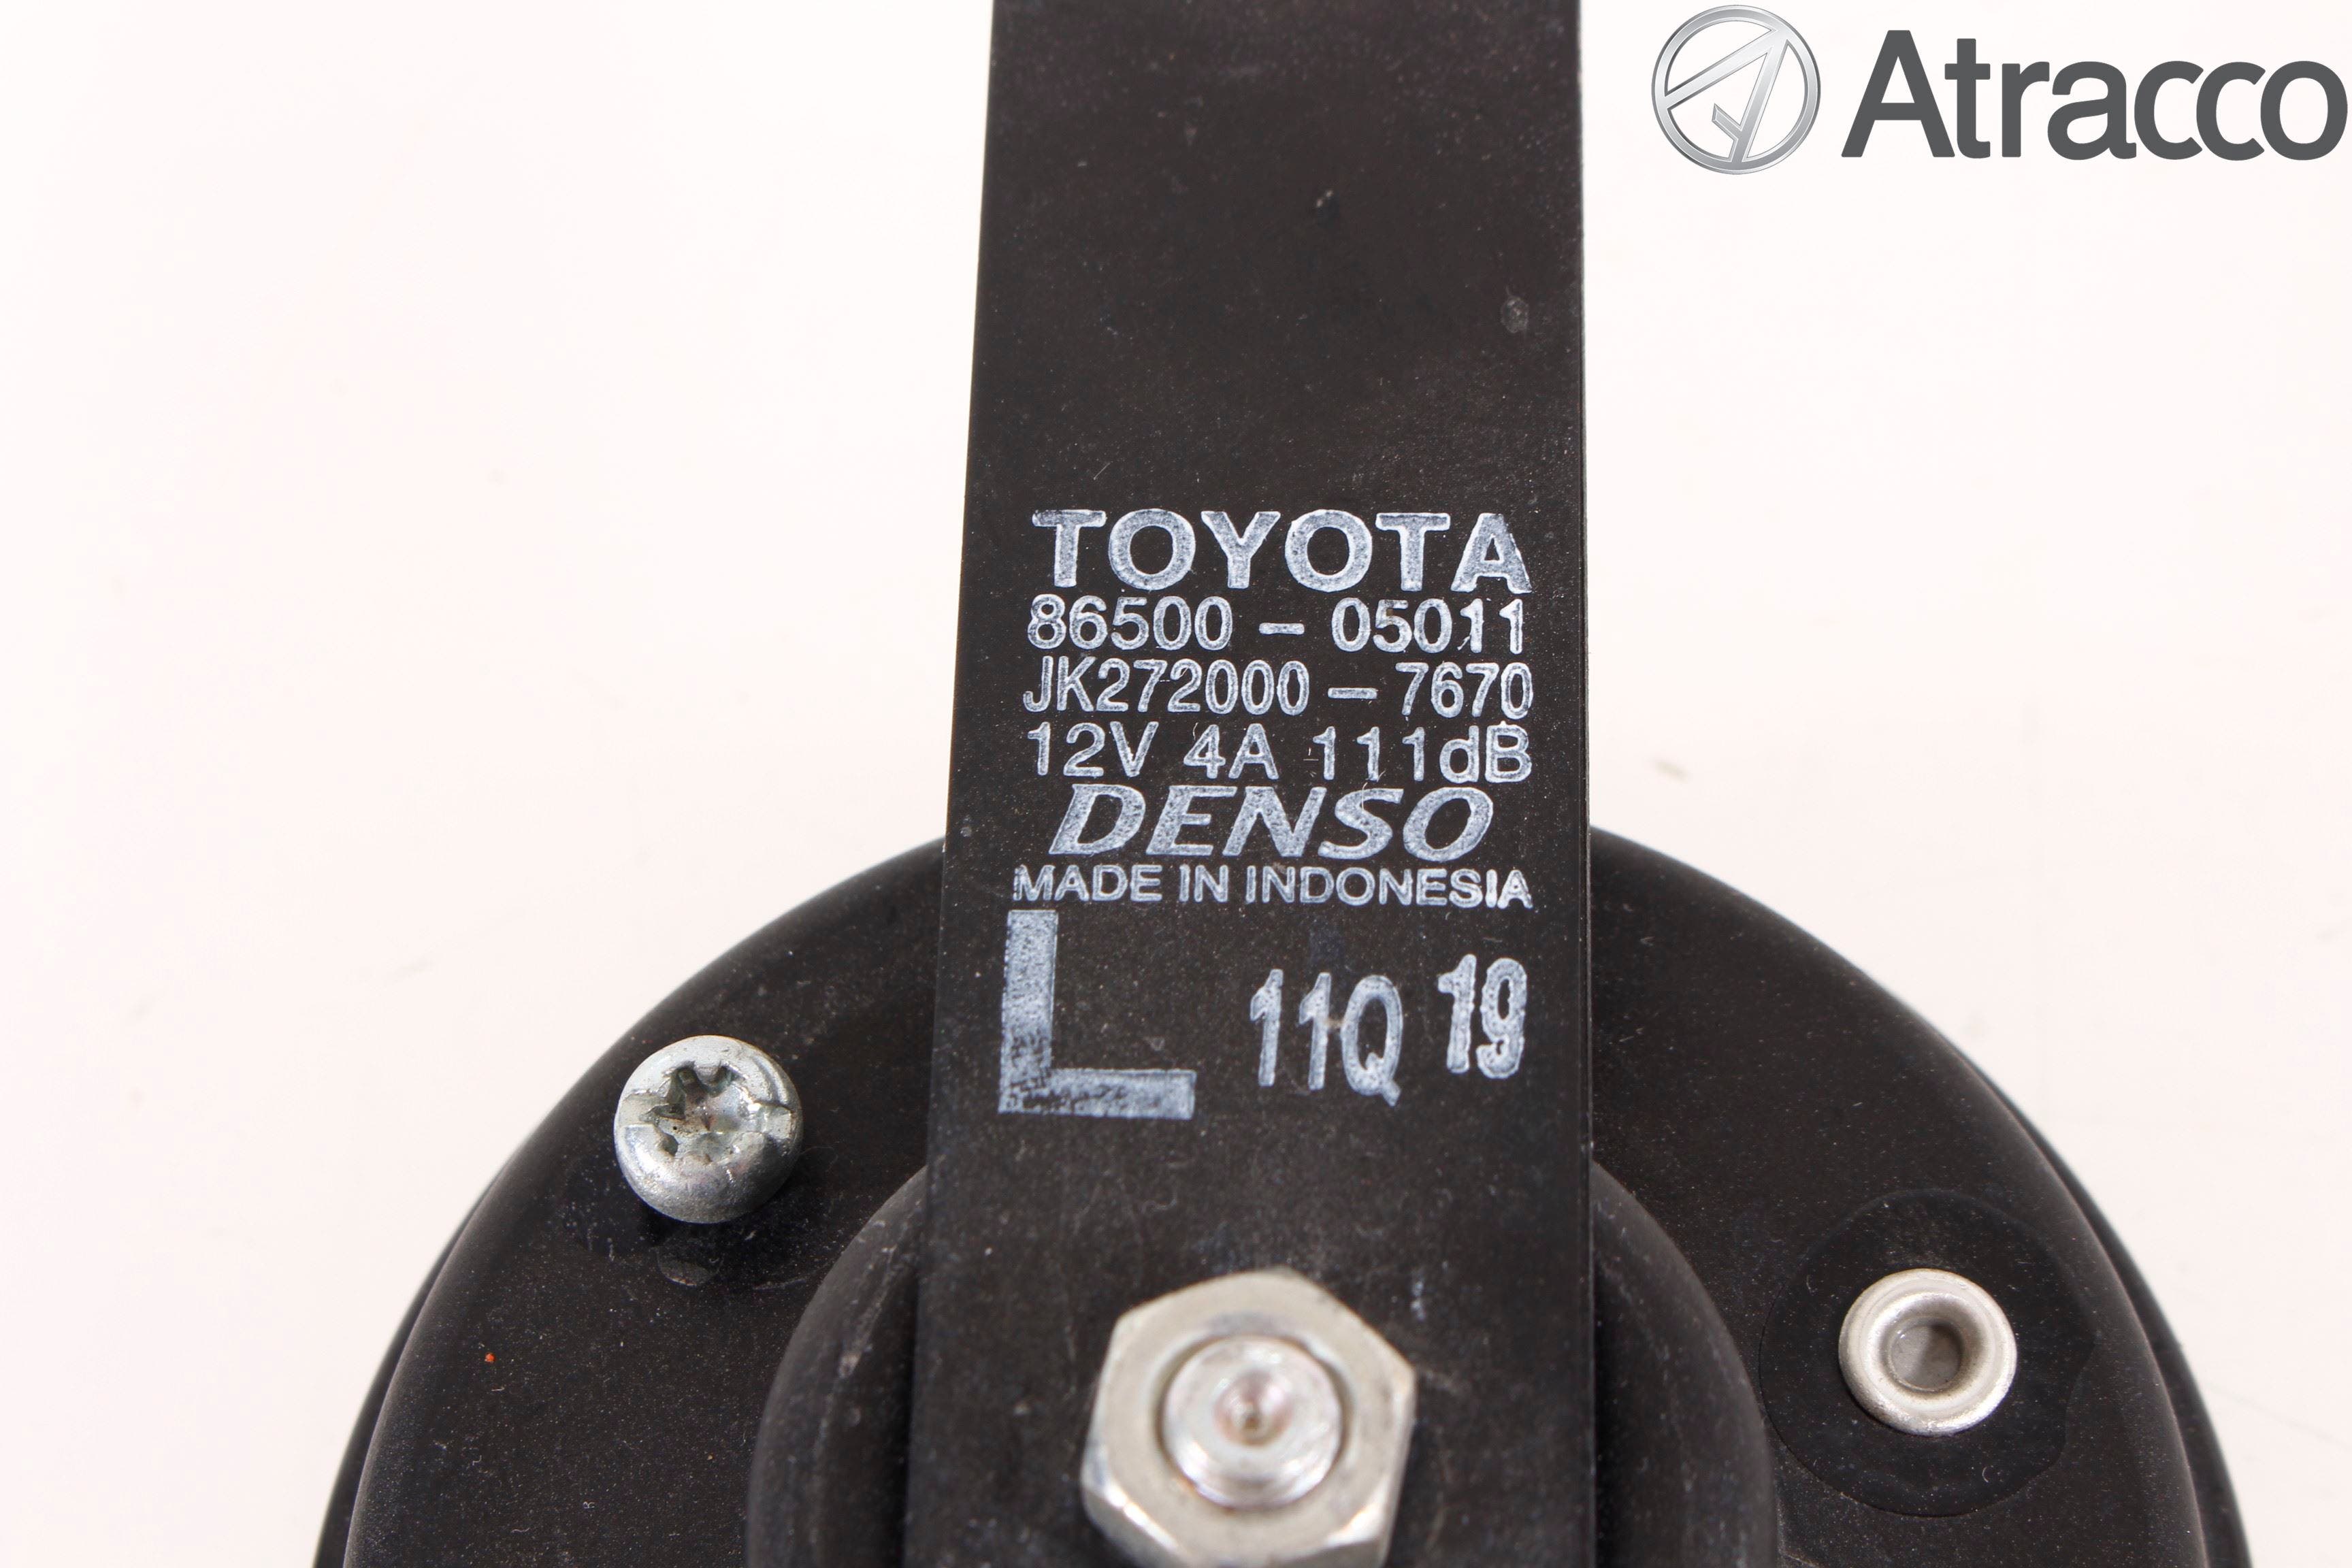 Atracco
TOYOTA
86500-05011
JK272000-7670
12V 4A 111dB
DENSO
MADE IN INDONESIA
L 11Q 19